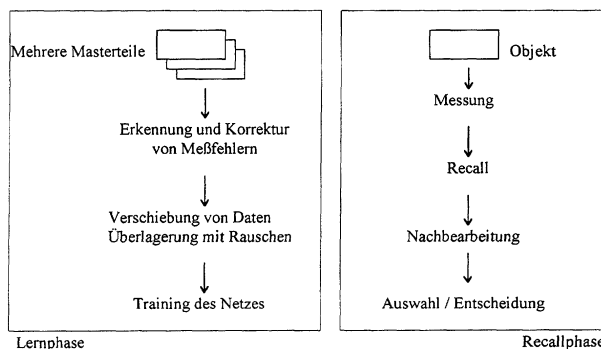 Mehrere Masterteile
Erkennung und Korrektur
von Meßfehlern
Verschiebung von Daten
Überlagerung mit Rauschen
Training des Netzes
Lernphase
Objekt
Messung
Recall
Nachbearbeitung
Auswahl / Entscheidung
Recallphase